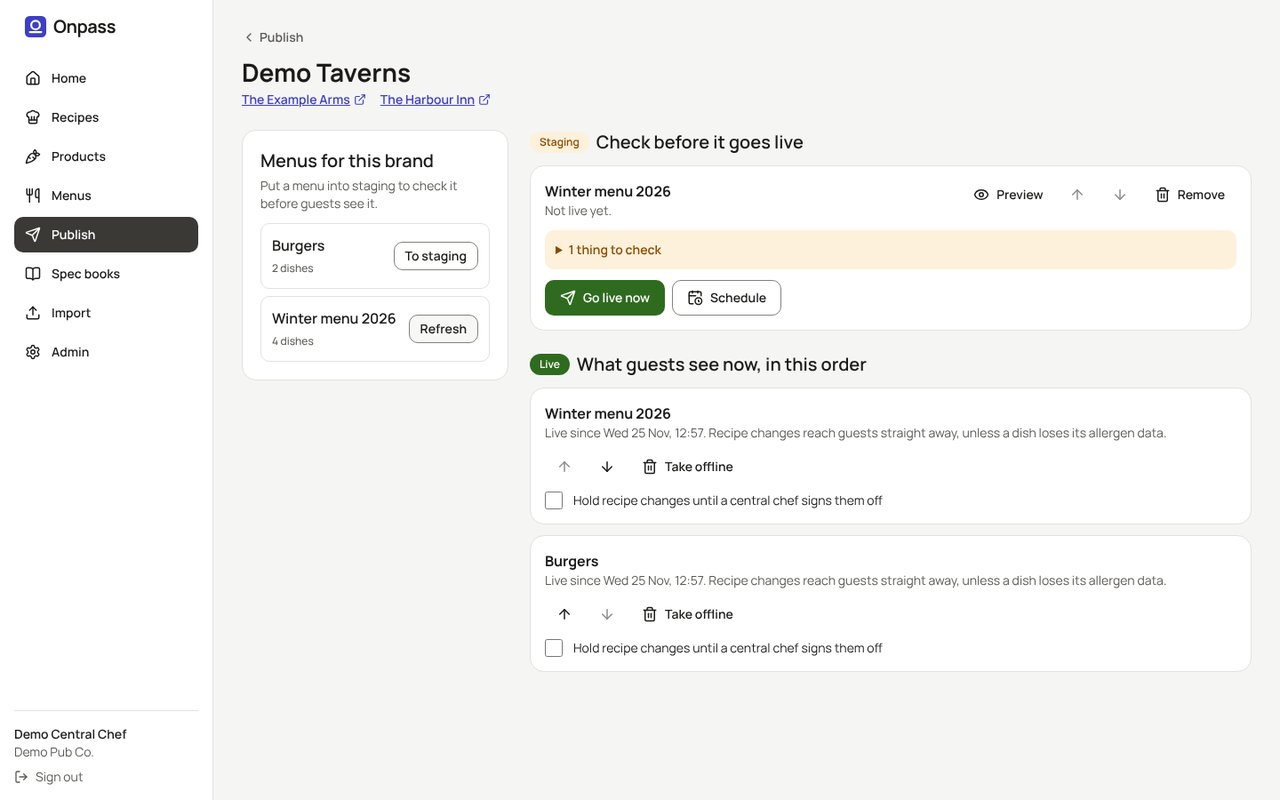 Onpass
Home
Recipes
Products
Menus
Publish
Spec books
Import
Admin
Demo Central Chef
Demo Pub Co.
Sign out
Publish
Demo Taverns
The Example Arms The Harbour Inn
Menus for this brand
Put a menu into staging to check it
before guests see it.
Burgers
2 dishes
To staging
Winter menu 2026
4 dishes
Refresh
Staging Check before it goes live
Winter menu 2026
Not live yet.
Preview
Remove
1 thing to check
Go live now Schedule
Live What guests see now, in this order
Winter menu 2026
Live since Wed 25 Nov, 12:57. Recipe changes reach guests straight away, unless a dish loses its allergen data.
Take offline
Hold recipe changes until a central chef signs them off
Burgers
Live since Wed 25 Nov, 12:57. Recipe changes reach guests straight away, unless a dish loses its allergen data.
Take offline
Hold recipe changes until a central chef signs them off